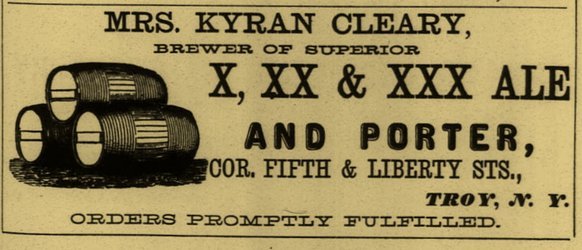 MRS. KYRAN CLEARY,
BREWER OF SUPERIOR
X, XX & XXX ALE
AND PORTER,
COR. FIFTH & LIBERTY STS.,
TROY, N. Y.
ORDERS PROMPTLY FULFILLED.